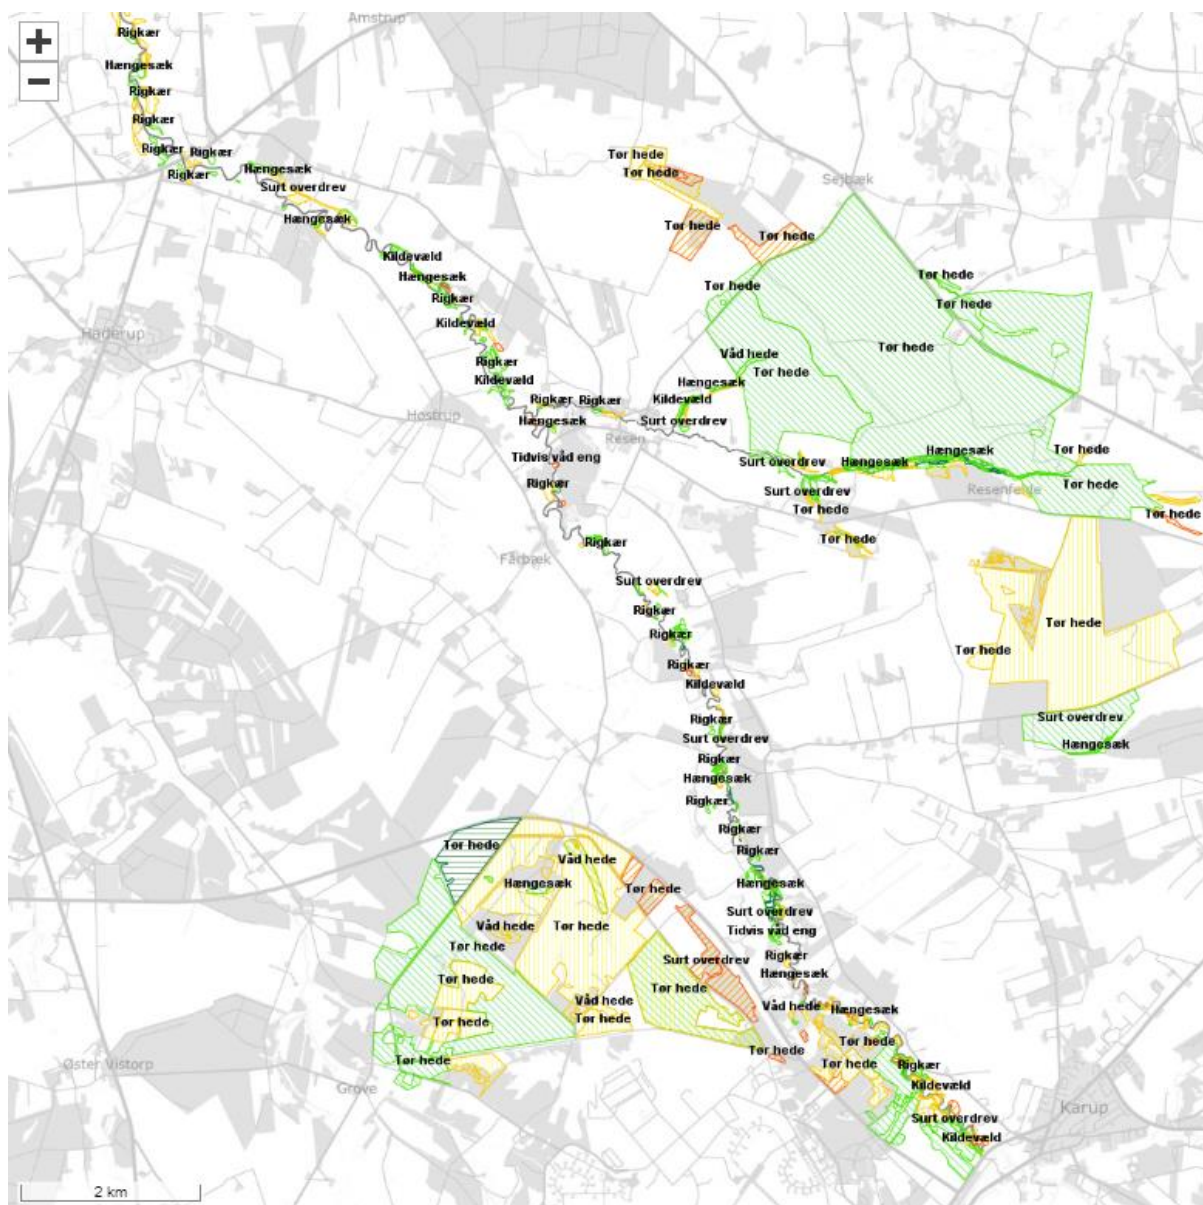 Amstrup
Rigkær
+
Hængesæk
−
Rigkær
Rigkær
Rigkær
Rigkær
Tør hede
Rigkær
Hængesæk
Tør hede
Sejbæk
Surt overdrev
Hængesæk
Tør hede
Tør hede
Kildevæld
Hængesæk
Tør hede
Tør hede
Rigkær
Tør hede
Kildevæld
Haderup
Tør hede
Våd hede
Rigkær
Tør hede
Kildevæld
Hængesæk
Rigkær
Rigkær
Kildevæld
Høstrup
Hængesæk
Surt overdrev
Resen
Hængesæk
Tør hede
Tidvis våd eng
Surt overdrev
Hængesæk
Rigkær
Surt overdrev
Resenfelde
Tør hede
Tør hede
Tør hede
Rigkær
Tør hede
Fårbæk
Surt overdrev
Rigkær
Tør hede
Rigkær
Tør hede
Rigkær
Kildevæld
Rigkær
Surt overdrev
Surt overdrev
Hængesæk
Rigkær
Hængesæk
Rigkær
Rigkær
Tør hede
Rigkær
Våd hede
Hængesæk
Hængesæk
Tør hede
Surt overdrev
Våd hede
Tør hede
Tidvis våd eng
Tør hede
Rigkær
Surt overdrev
Tør hede
Hængesæk
Tør hede
Våd hede
Våd hede
Hængesæk
Tør hede
Tør hede
Tør hede
Tør hede
Tør hede
Tør hede
Rigkær
Øster Vistorp
Grove
Kildevæld
Karup
Surt overdrev
Kildevæld
2 km